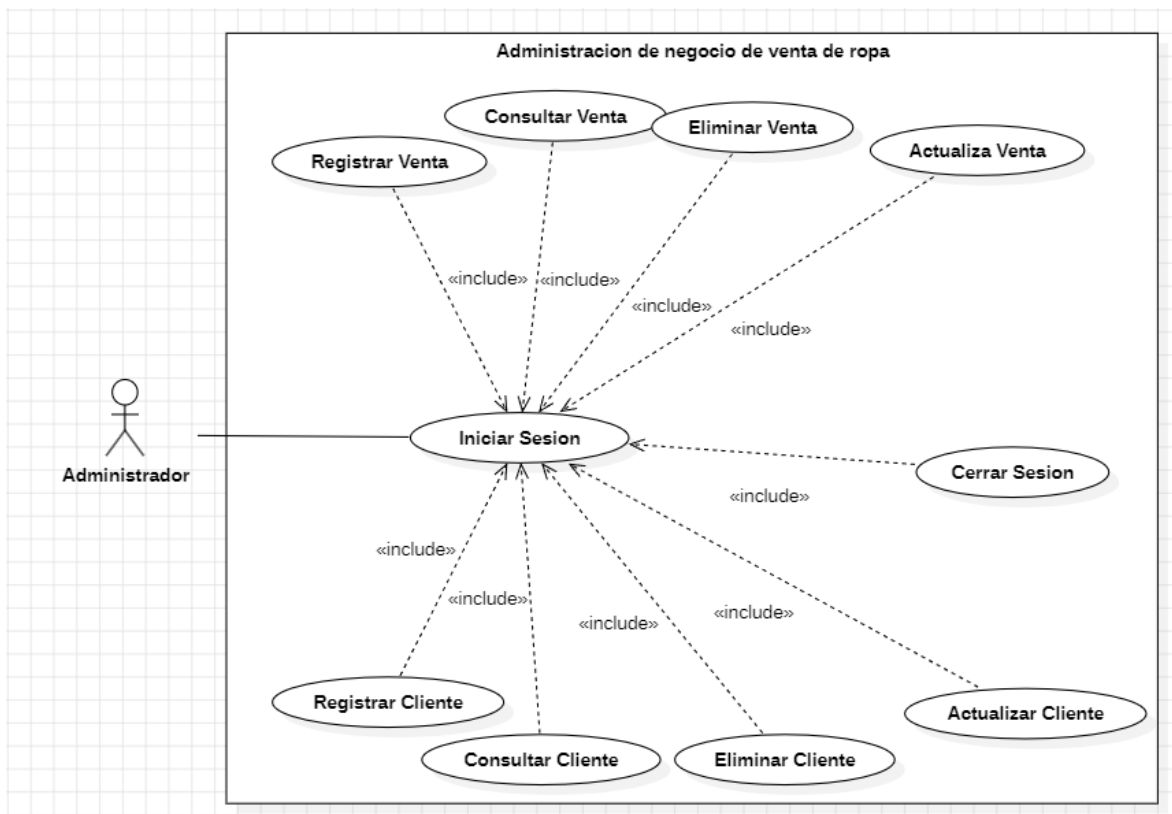 Administracion de negocio de venta de ropa
Consultar Venta
Eliminar Venta
Registrar Venta
Actualiza Venta
«include»
«include»
«include»
«include»
Iniciar Sesion
Administrador
Cerrar Sesion
«include»
«include»
«include»
«include»
«include»
Registrar Cliente
Actualizar Cliente
Consultar Cliente
Eliminar Cliente